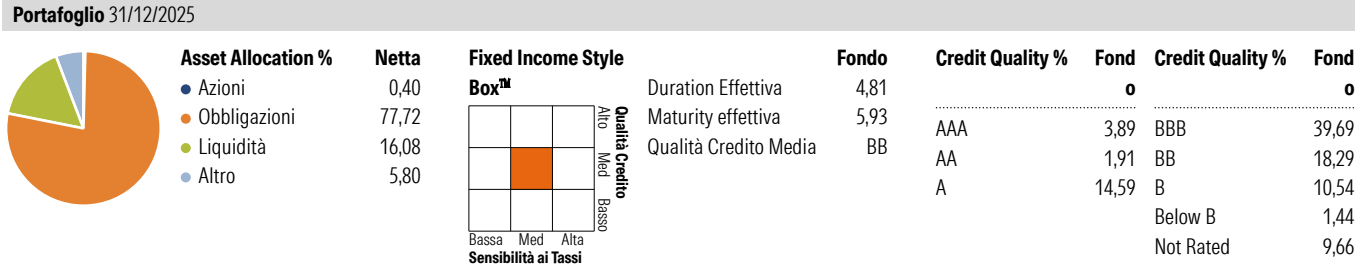 Portafoglio 31/12/2025
Asset Allocation % Netta
Azioni 0,40
Obbligazioni 77,72
Liquidità 16,08
Altro 5,80
Fixed Income Style
Box™
Alto Med Basso
Qualità Credito
Bassa Med Alta
Sensibilità ai Tassi
Fondo
Duration Effettiva 4,81
Maturity effettiva 5,93
Qualità Credito Media BB
Credit Quality % Fond
o
AAA 3,89
AA 1,91
A 14,59
Credit Quality % Fond
o
BBB 39,69
BB 18,29
B 10,54
Below B 1,44
Not Rated 9,66